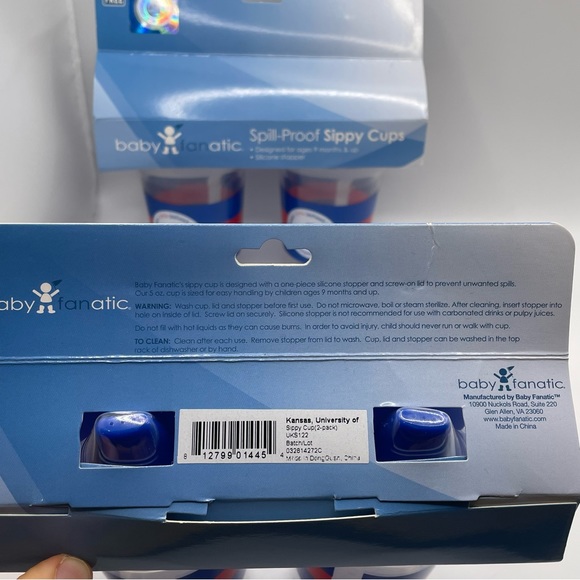 FREE
baby fanatic
Spill-Proof Sippy Cups
• Designed for ages 9 months & up
• Silicone stopper
aby fanatic.
Baby Fanatic's sippy cup is designed with a one piece silicone stopper and screw on lid to prevent unwanted spills.
Our 5 oz. cup is sized for easy handling by children ages 9 months and up.
WARNING: Wash cup, lid and stopper before first use. Do not microwave, boil or steam sterilize. After cleaning, insert stopper into
hole on inside of lid. Screw lid on securely. Silicone stopper is not recommended for use with carbonated drinks or pulpy juices.
Do not fill with hot liquids as they can cause burns. In order to avoid injury, child should never run or walk with cup.
TO CLEAN: Clean after each use. Remove stopper from lid to wash. Cup, lid and stopper can be washed in the top
rack of dishwasher or by hand.
baby fanatic.
Manufactured by Baby Fanatic™
10900 Nuckols Road, Suite 220
Glen Allen, VA 23060
www.babyfanatic.com
Made in China
Kansas, University of
Sippy Cup(2-pack)
UKS122
Batch/Lot
032814272C
Made in DongGuan, China
8 12799 01445 4